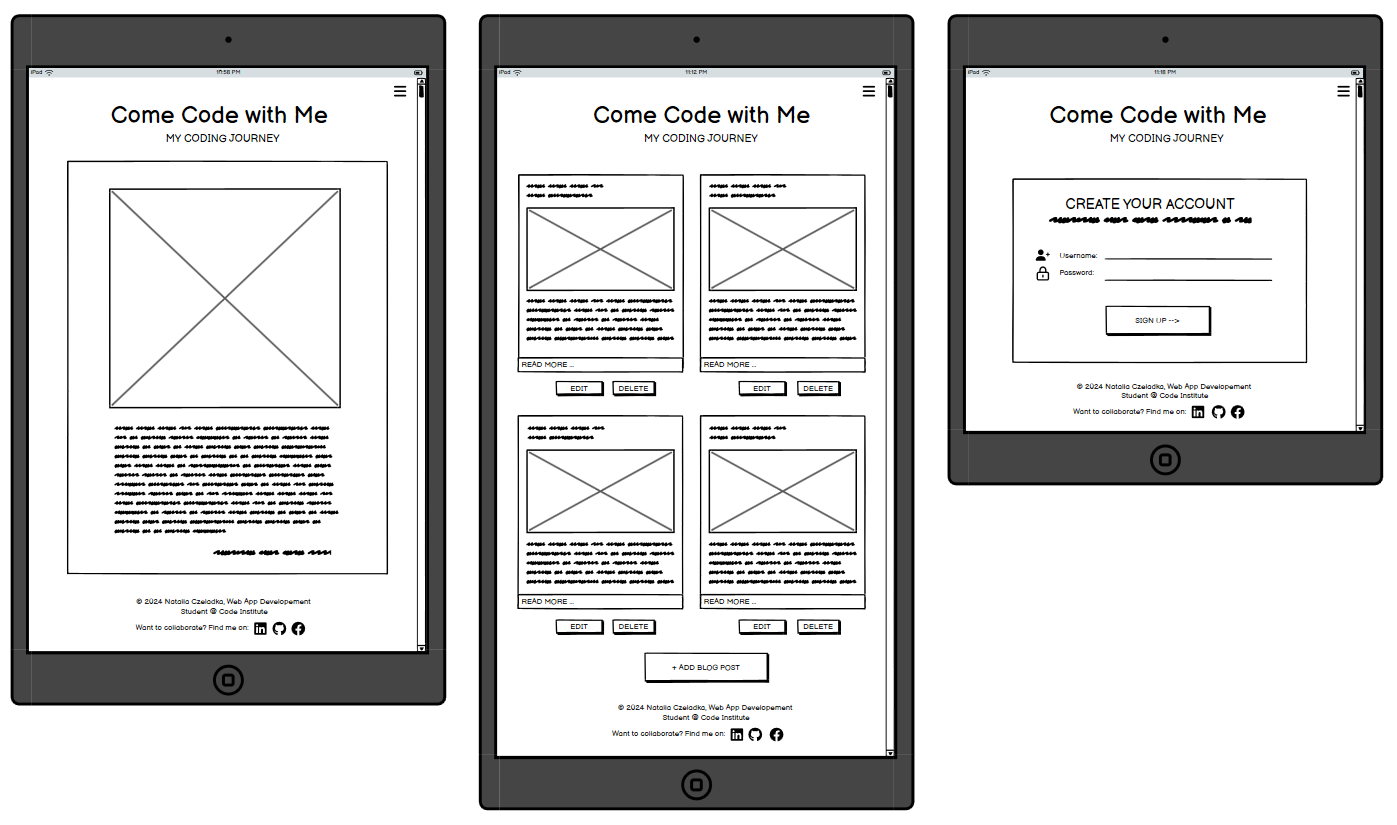 iPad
10:58 PM
Come Code with Me
MY CODING JOURNEY
© 2024 Natalia Czeladka, Web App Developement
Student @ Code Institute
Want to collaborate? Find me on:
iPad
11:12 PM
Come Code with Me
MY CODING JOURNEY
READ MORE ...
READ MORE ...
EDIT DELETE
EDIT DELETE
READ MORE ...
READ MORE ...
EDIT DELETE
EDIT DELETE
+ ADD BLOG POST
© 2024 Natalia Czeladka, Web App Developement
Student @ Code Institute
Want to collaborate? Find me on:
iPad
11:18 PM
Come Code with Me
MY CODING JOURNEY
CREATE YOUR ACCOUNT
Username:
Password:
SIGN UP -->
© 2024 Natalia Czeladka, Web App Developement
Student @ Code Institute
Want to collaborate? Find me on: